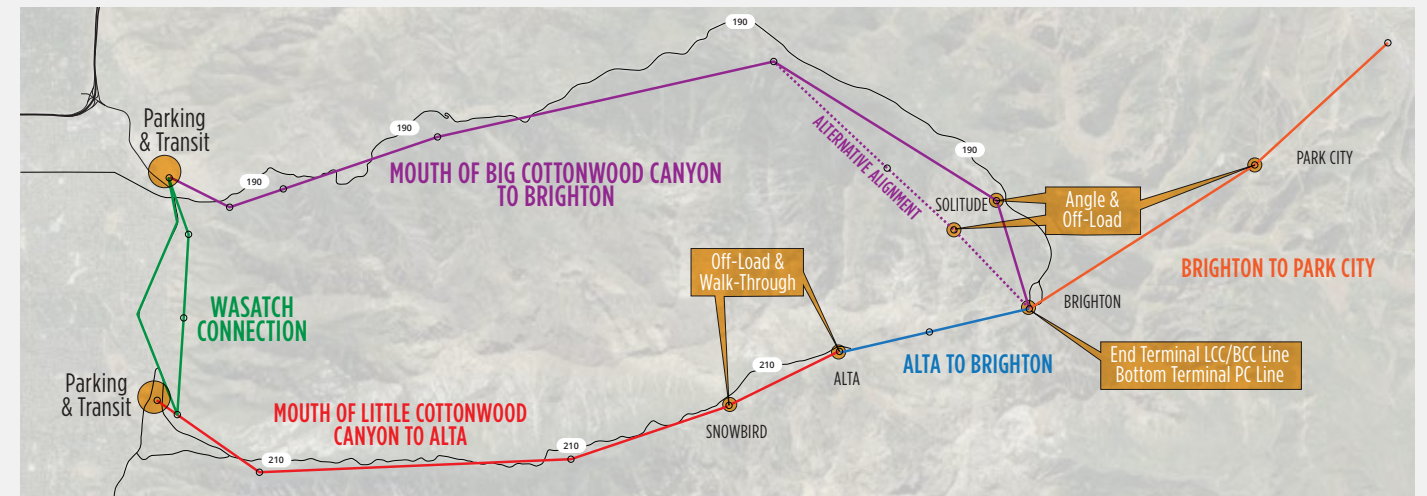 190
Parking
& Transit
190
190
MOUTH OF BIG COTTONWOOD CANYON
TO BRIGHTON
190
ALTERNATIVE ALIGNMENT
SOLITUDE
Angle &
Off-Load
PARK CITY
Off-Load &
Walk-Through
BRIGHTON TO PARK CITY
WASATCH
CONNECTION
BRIGHTON
210
ALTA
ALTA TO BRIGHTON
End Terminal LCC/BCC Line
Bottom Terminal PC Line
Parking
& Transit
MOUTH OF LITTLE COTTONWOOD
CANYON TO ALTA
SNOWBIRD
210
210